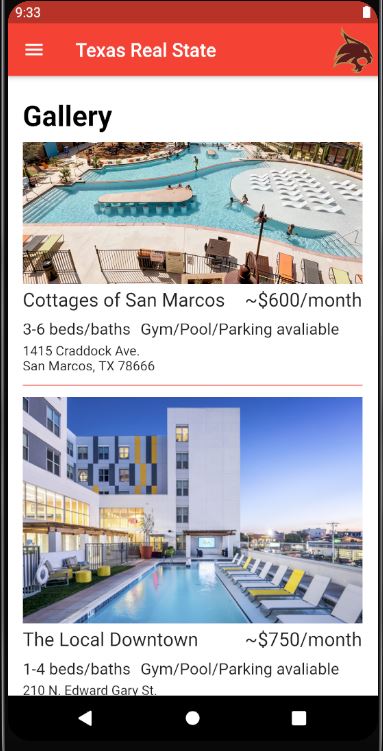 9:33
Texas Real State
Gallery
Cottages of San Marcos ~$600/month
3-6 beds/baths Gym/Pool/Parking avaliable
1415 Craddock Ave.
San Marcos, TX 78666
The Local Downtown ~$750/month
1-4 beds/baths Gym/Pool/Parking avaliable
210 N. Edward Gary St.